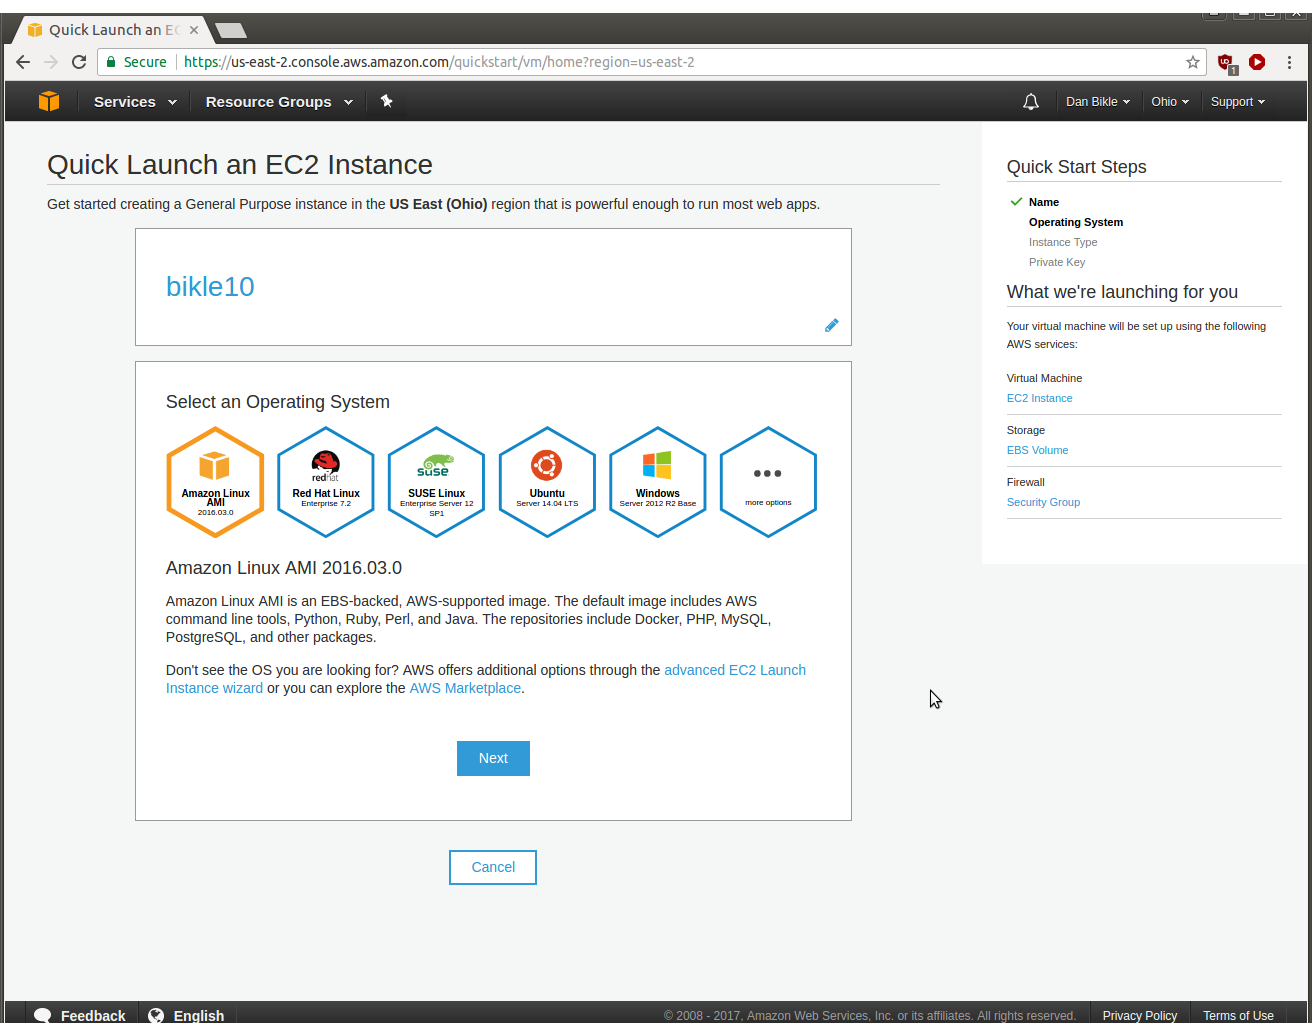 Quick Launch an EC
Secure
https://us-east-2.console.aws.amazon.com/quickstart/vm/home?region=us-east-2
1
Services
Resource Groups
Dan Bikle
Ohio
Support
Quick Launch an EC2 Instance
Get started creating a General Purpose instance in the US East (Ohio) region that is powerful enough to run most web apps.
bikle10
Select an Operating System
Amazon Linux
AMI
2016.03.0
redhat
Red Hat Linux
Enterprise 7.2
suse
SUSE Linux
Enterprise Server 12
SP1
Ubuntu
Server 14.04 LTS
Windows
Server 2012 R2 Base
more options
Amazon Linux AMI 2016.03.0
Amazon Linux AMI is an EBS-backed, AWS-supported image. The default image includes AWS
command line tools, Python, Ruby, Perl, and Java. The repositories include Docker, PHP, MySQL,
PostgreSQL, and other packages.
Don't see the OS you are looking for? AWS offers additional options through the advanced EC2 Launch
Instance wizard or you can explore the AWS Marketplace.
Next
Cancel
Quick Start Steps
Name
Operating System
Instance Type
Private Key
What we're launching for you
Your virtual machine will be set up using the following
AWS services:
Virtual Machine
EC2 Instance
Storage
EBS Volume
Firewall
Security Group
Feedback
English
© 2008 - 2017, Amazon Web Services, Inc. or its affiliates. All rights reserved.
Privacy Policy
Terms of Use